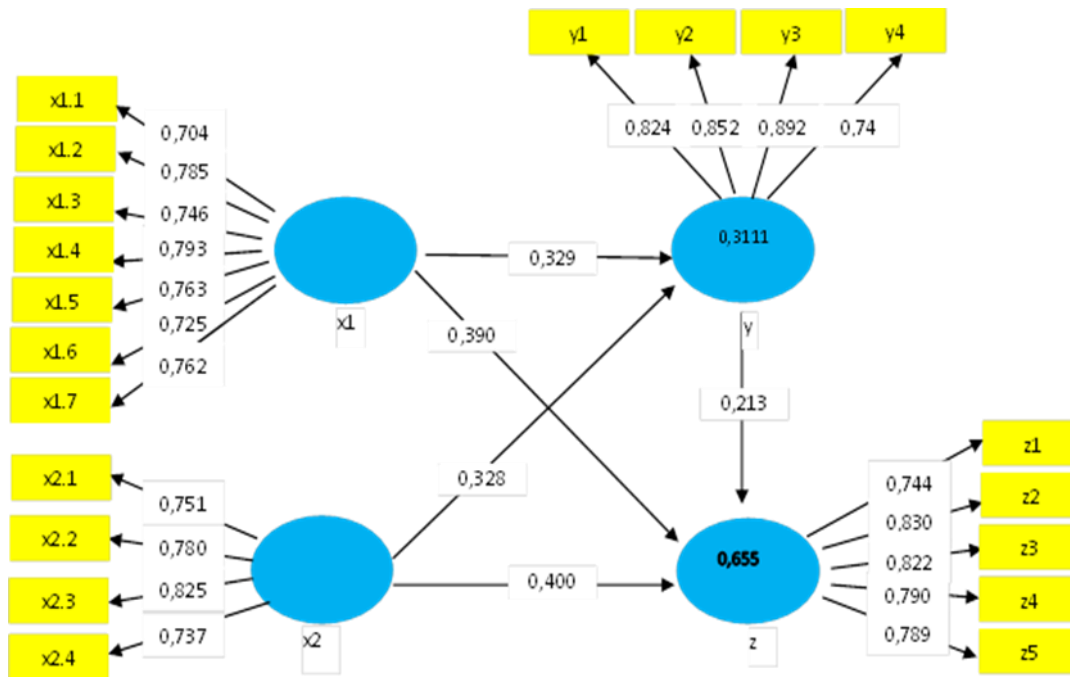 y1
y2
y3
y4
0,824
0,852
0,892
0,74
x1.1
x1.2
x1.3
x1.4
x1.5
x1.6
x1.7
0,704
0,785
0,746
0,793
0,763
0,725
0,762
x1
0,329
0,3111
y
0,390
0,213
0,328
x2.1
x2.2
x2.3
x2.4
0,751
0,780
0,825
0,737
x2
0,400
0,655
z
0,744
0,830
0,822
0,790
0,789
z1
z2
z3
z4
z5